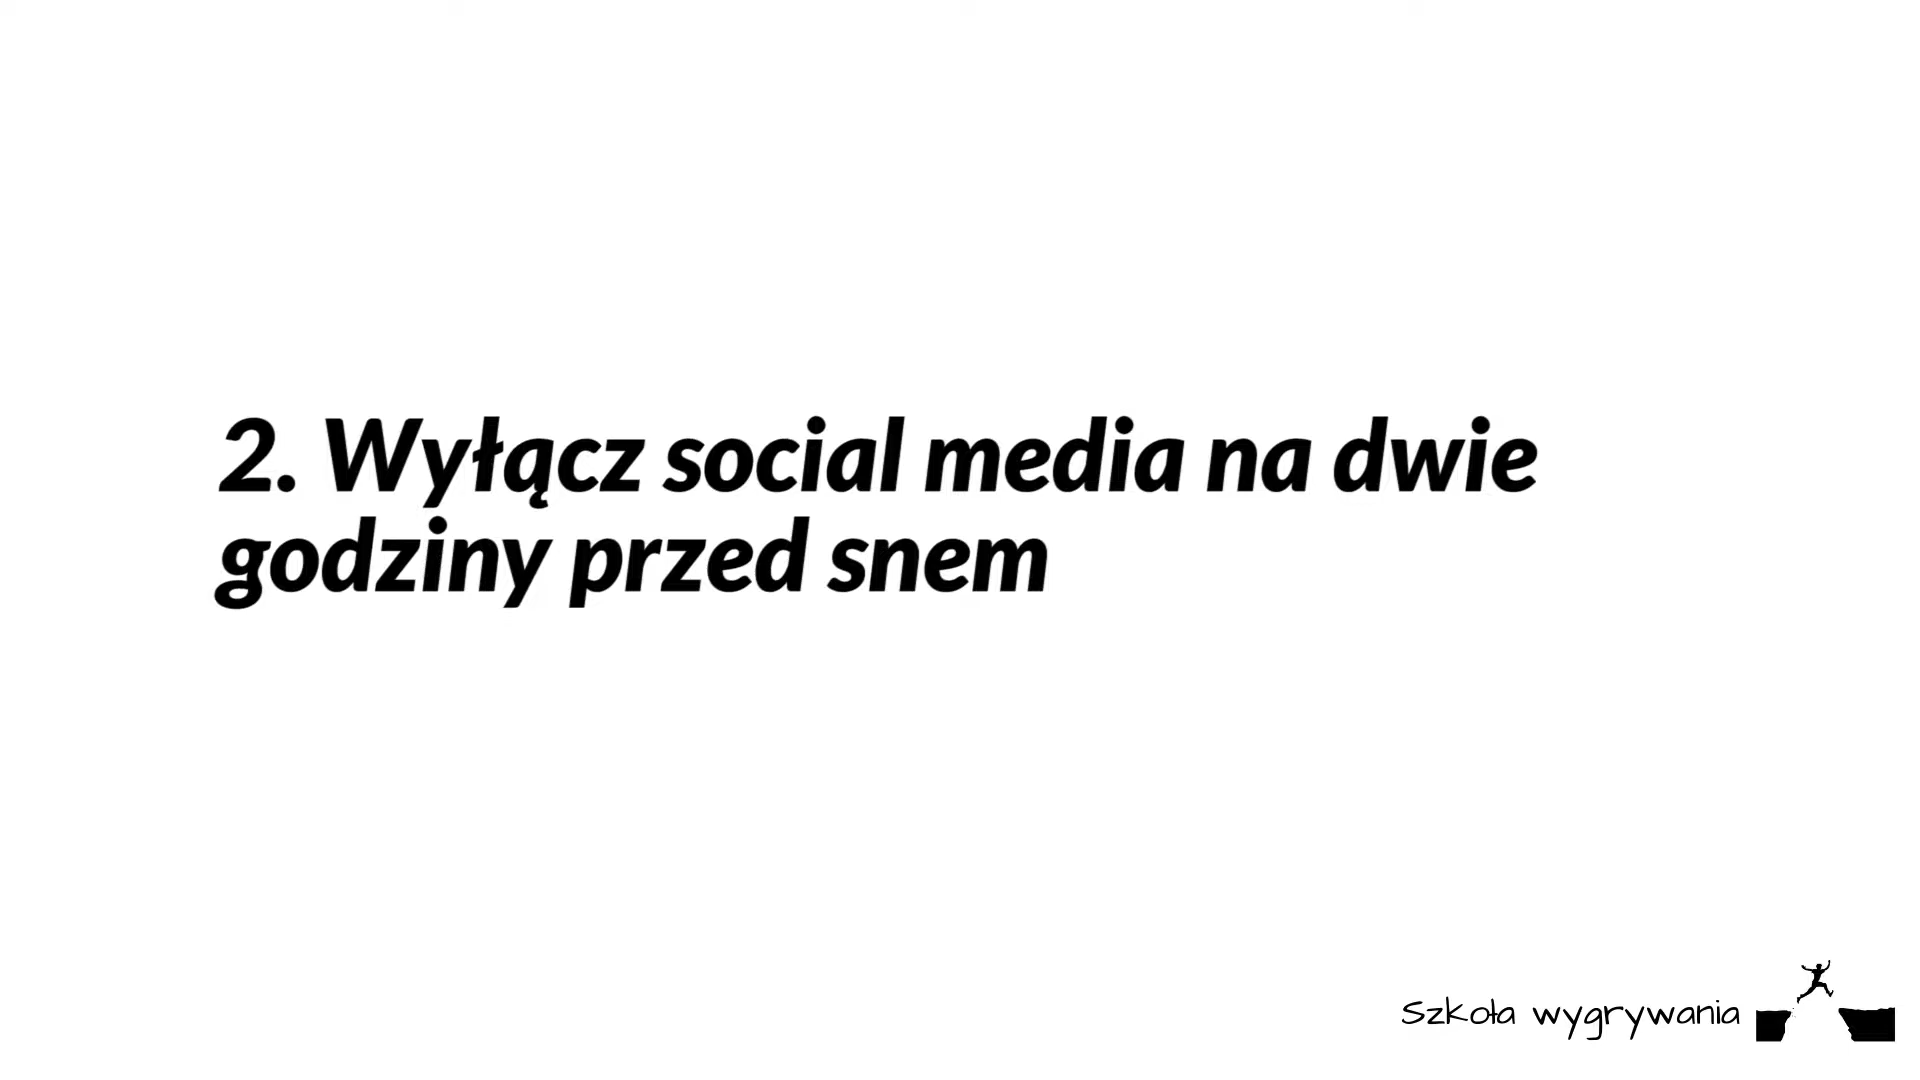 2. Wyłącz social media na dwie
godziny przed snem
Szkoła wygrywania